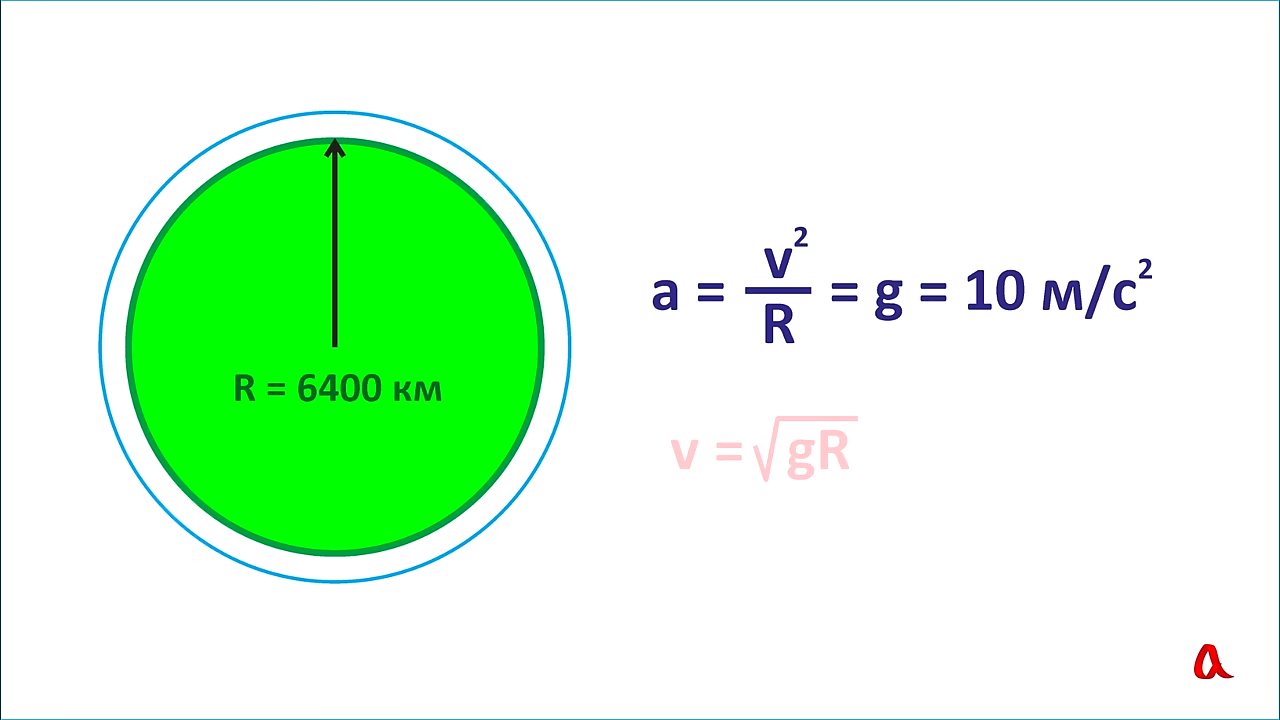 R = 6400 км
a = v²/R = g = 10 м/с²
v = √gR
a